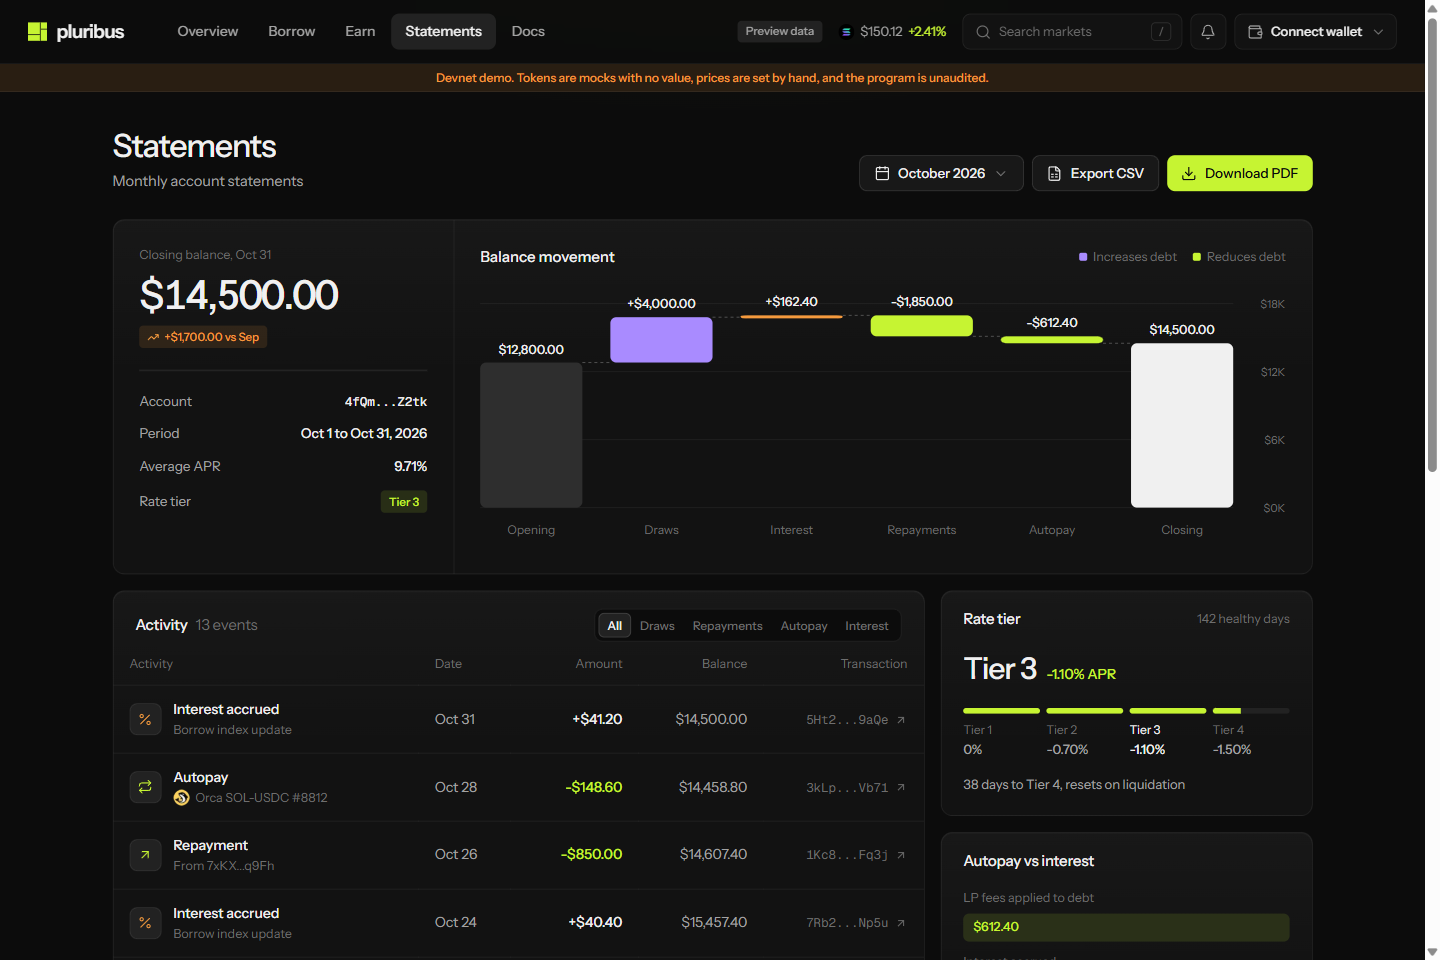 pluribus
Overview Borrow Earn Statements Docs
Preview data $150.12 +2.41% Search markets / Connect wallet
Devnet demo. Tokens are mocks with no value, prices are set by hand, and the program is unaudited.
Statements
Monthly account statements
October 2026 Export CSV Download PDF
Closing balance, Oct 31
$14,500.00
+$1,700.00 vs Sep
Account 4fQm...Z2tk
Period Oct 1 to Oct 31, 2026
Average APR 9.71%
Rate tier Tier 3
Balance movement
Increases debt Reduces debt
$12,800.00 +$4,000.00 +$162.40 -$1,850.00 -$612.40 $14,500.00
$18K
$12K
$6K
$0K
Opening Draws Interest Repayments Autopay Closing
Activity 13 events
All Draws Repayments Autopay Interest
Activity Date Amount Balance Transaction
Interest accrued
Borrow index update
Oct 31 +$41.20 $14,500.00 5Ht2...9aQe
Autopay
Orca SOL-USDC #8812
Oct 28 -$148.60 $14,458.80 3kLp...Vb71
Repayment
From 7xKX...q9Fh
Oct 26 -$850.00 $14,607.40 1Kc8...Fq3j
Interest accrued
Borrow index update
Oct 24 +$40.40 $15,457.40 7Rb2...Np5u
Rate tier 142 healthy days
Tier 3 -1.10% APR
Tier 1 Tier 2 Tier 3 Tier 4
0% -0.70% -1.10% -1.50%
38 days to Tier 4, resets on liquidation
Autopay vs interest
LP fees applied to debt
$612.40